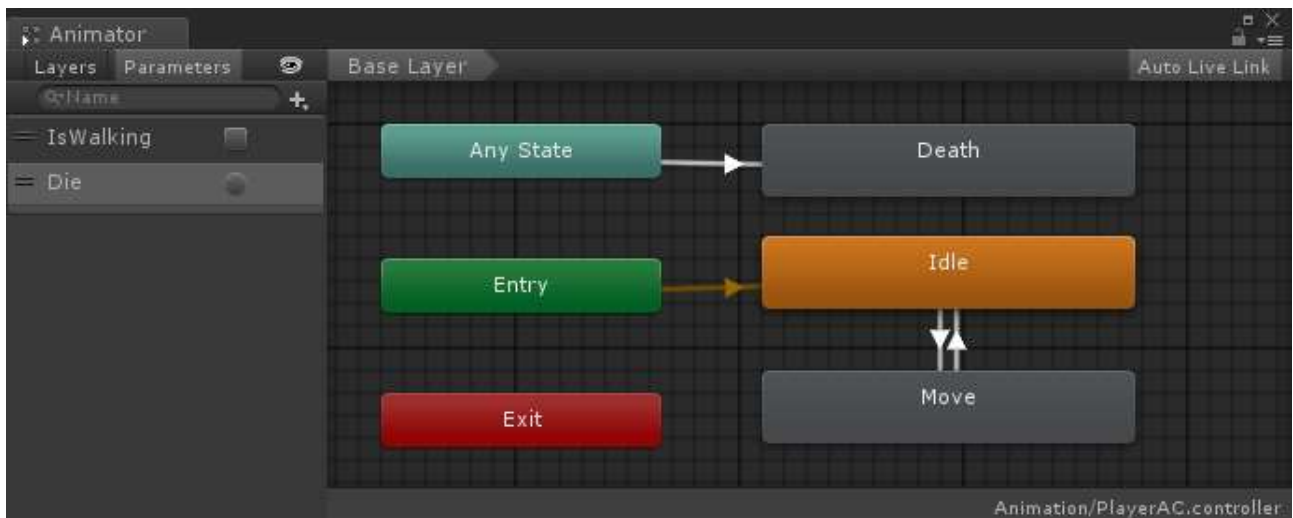 Animator
Layers Parameters
Base Layer
Auto Live Link
Name
IsWalking
Die
Any State
Death
Entry
Idle
Exit
Move
Animation/PlayerAC.controller